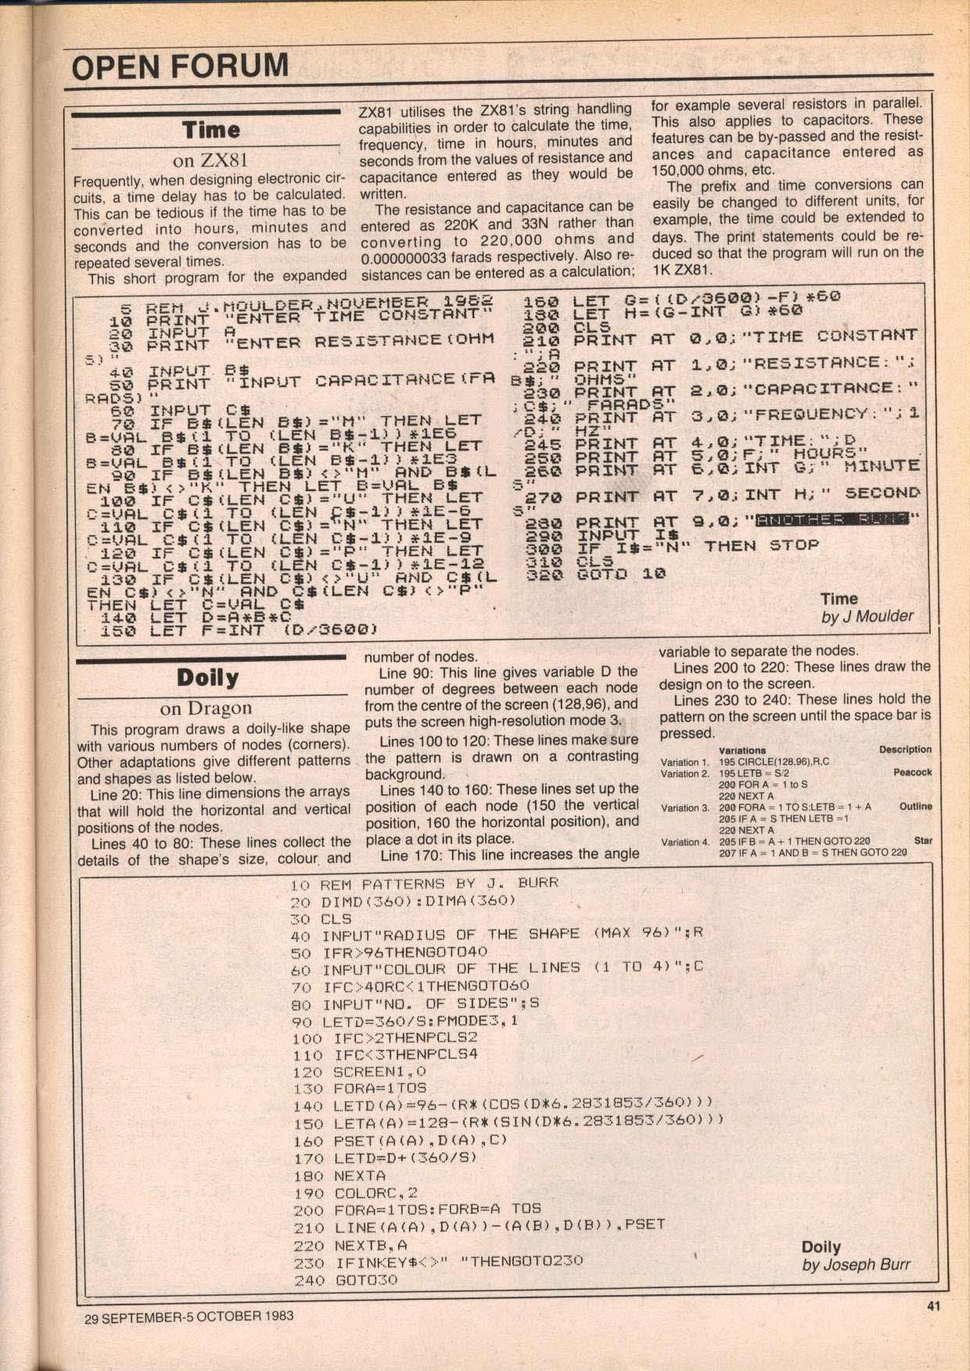 OPEN FORUM
Time
on ZX81
Frequently, when designing electronic cir-
cuits, a time delay has to be calculated.
This can be tedious if the time has to be
converted into hours, minutes and
seconds and the conversion has to be
repeated several times.
This short program for the expanded
ZX81 utilises the ZX81's string handling
capabilities in order to calculate the time,
frequency, time in hours, minutes and
seconds from the values of resistance and
capacitance entered as they would be
written.
The resistance and capacitance can be
entered as 220K and 33N rather than
converting to 220,000 ohms and
0.000000033 farads respectively. Also re-
sistances can be entered as a calculation;
for example several resistors in parallel.
This also applies to capacitors. These
features can be by-passed and the resist-
ances and capacitance entered as
150,000 ohms, etc.
The prefix and time conversions can
easily be changed to different units, for
example, the time could be extended to
days. The print statements could be re-
duced so that the program will run on the
1K ZX81.
5 REM J.MOULDER,NOVEMBER 1982
10 PRINT "ENTER TIME CONSTANT"
20 INPUT A
30 PRINT "ENTER RESISTANCE(OHM
S)"
40 INPUT B$
50 PRINT "INPUT CAPACITANCE(FA
RADS)"
60 INPUT C$
70 IF B$(LEN B$)="M" THEN LET
B=VAL B$(1 TO (LEN B$-1))*1E6
80 IF B$(LEN B$)="K" THEN LET
B=VAL B$(1 TO (LEN B$-1))*1E3
90 IF B$(LEN B$)<>"M" AND B$(L
EN B$)<>"K" THEN LET B=VAL B$
100 IF C$(LEN C$)="U" THEN LET
C=VAL C$(1 TO (LEN C$-1))*1E-6
110 IF C$(LEN C$)="N" THEN LET
C=VAL C$(1 TO (LEN C$-1))*1E-9
120 IF C$(LEN C$)="P" THEN LET
C=VAL C$(1 TO (LEN C$-1))*1E-12
130 IF C$(LEN C$)<>"U" AND C$(L
EN C$)<>"N" AND C$(LEN C$)<>"P"
THEN LET C=VAL C$
140 LET D=A*B*C
150 LET F=INT (D/3600)
160 LET G=((D/3600)-F)*60
180 LET H=(G-INT G)*60
200 CLS
210 PRINT AT 0,0;"TIME CONSTANT
:";A
220 PRINT AT 1,0;"RESISTANCE:";
B$;" OHMS"
230 PRINT AT 2,0;"CAPACITANCE:"
;C$;" FARADS"
240 PRINT AT 3,0;"FREQUENCY:";1
/D;" HZ"
245 PRINT AT 4,0;"TIME:";D
250 PRINT AT 5,0;F;" HOURS"
260 PRINT AT 6,0;INT G;" MINUTE
S"
270 PRINT AT 7,0;INT H;" SECOND
S"
280 PRINT AT 9,0;"ANOTHER RUN?"
290 INPUT I$
300 IF I$="N" THEN STOP
310 CLS
320 GOTO 10
Time
by J Moulder
Doily
on Dragon
This program draws a doily-like shape
with various numbers of nodes (corners).
Other adaptations give different patterns
and shapes as listed below.
Line 20: This line dimensions the arrays
that will hold the horizontal and vertical
positions of the nodes.
Lines 40 to 80: These lines collect the
details of the shape's size, colour and
number of nodes.
Line 90: This line gives variable D the
number of degrees between each node
from the centre of the screen (128,96), and
puts the screen high-resolution mode 3.
Lines 100 to 120: These lines make sure
the pattern is drawn on a contrasting
background.
Lines 140 to 160: These lines set up the
position of each node (150 the vertical
position, 160 the horizontal position), and
place a dot in its place.
Line 170: This line increases the angle
variable to separate the nodes.
Lines 200 to 220: These lines draw the
design on to the screen.
Lines 230 to 240: These lines hold the
pattern on the screen until the space bar is
pressed.
Variations Description
Variation 1. 195 CIRCLE(128,96),R,C
Variation 2. 195 LETB = S/2 Peacock
200 FOR A = 1 to S
220 NEXT A
Variation 3. 200 FORA = 1 TO S:LETB = 1 + A Outline
205 IF A = S THEN LETB =1
220 NEXT A
Variation 4. 205 IF B = A + 1 THEN GOTO 220 Star
207 IF A = 1 AND B = S THEN GOTO 220
10 REM PATTERNS BY J. BURR
20 DIMD(360):DIMA(360)
30 CLS
40 INPUT"RADIUS OF THE SHAPE (MAX 96)";R
50 IFR>96THENGOTO40
60 INPUT"COLOUR OF THE LINES (1 TO 4)";C
70 IFC>4ORC<1THENGOTO60
80 INPUT"NO. OF SIDES";S
90 LETD=360/S:PMODE3,1
100 IFC>2THENPCLS2
110 IFC<3THENPCLS4
120 SCREEN1,0
130 FORA=1TOS
140 LETD(A)=96-(R*(COS(D*6.2831853/360)))
150 LETA(A)=128-(R*(SIN(D*6.2831853/360)))
160 PSET(A(A),D(A),C)
170 LETD=D+(360/S)
180 NEXTA
190 COLORC,2
200 FORA=1TOS:FORB=A TOS
210 LINE(A(A),D(A))-(A(B),D(B)),PSET
220 NEXTB,A
230 IFINKEY$<>" "THENGOTO230
240 GOTO30
Doily
by Joseph Burr
29 SEPTEMBER-5 OCTOBER 1983
41